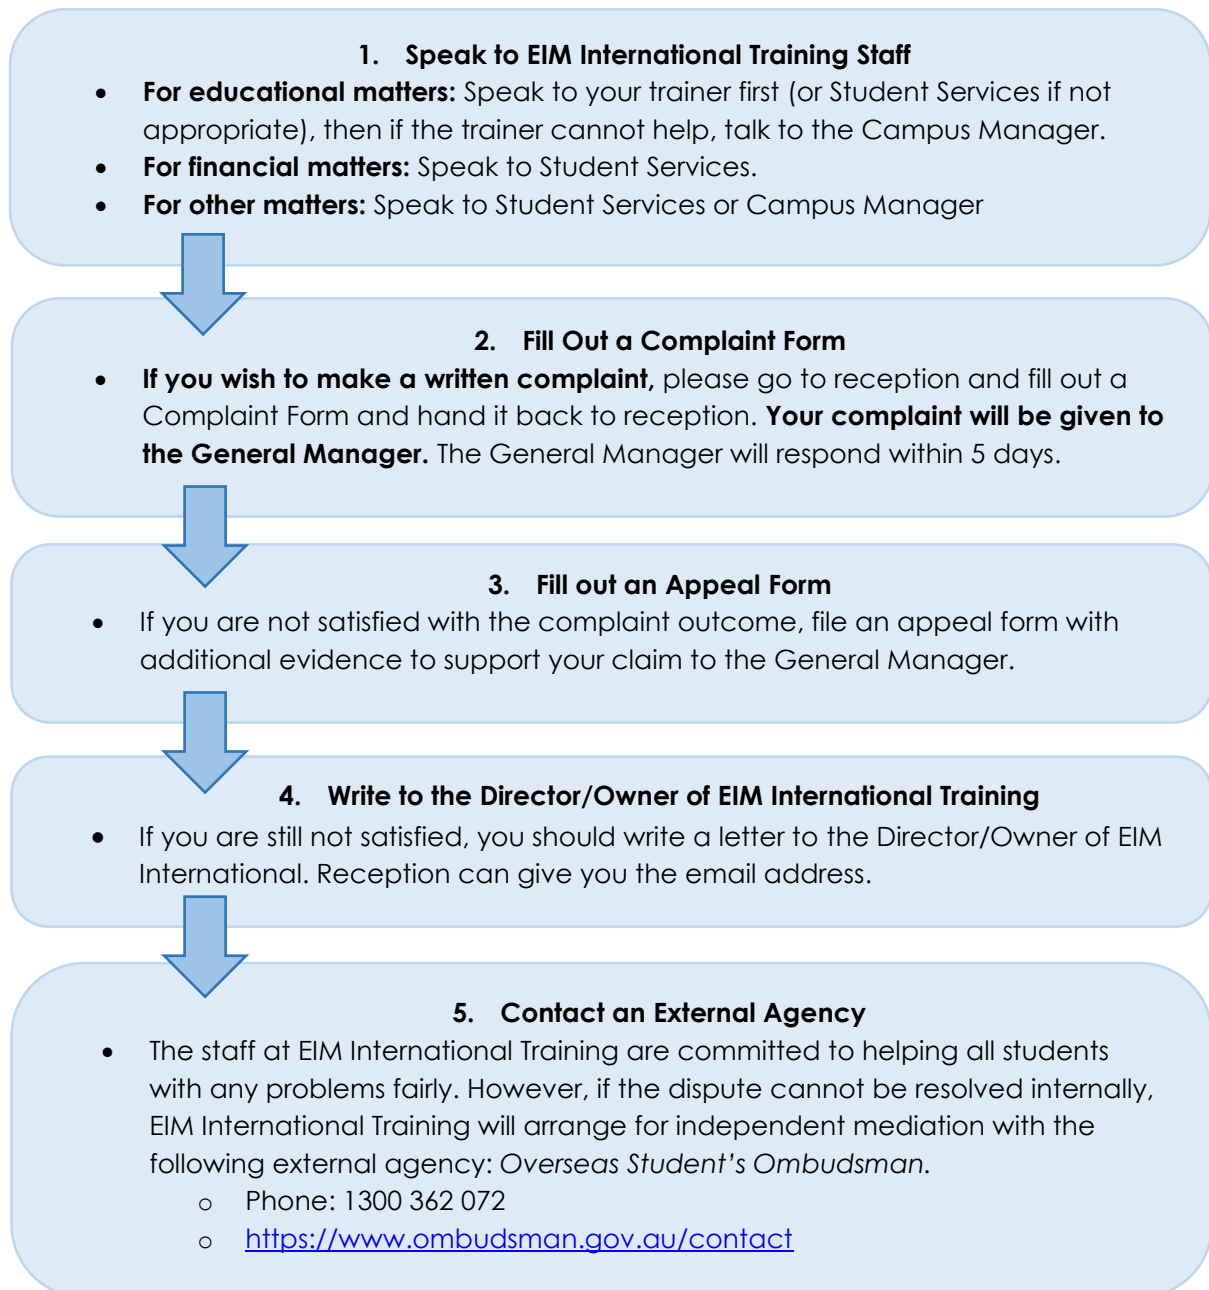 1. Speak to EIM International Training Staff
• For educational matters: Speak to your trainer first (or Student Services if not
appropriate), then if the trainer cannot help, talk to the Campus Manager.
• For financial matters: Speak to Student Services.
• For other matters: Speak to Student Services or Campus Manager
2. Fill Out a Complaint Form
• If you wish to make a written complaint, please go to reception and fill out a
Complaint Form and hand it back to reception. Your complaint will be given to
the General Manager. The General Manager will respond within 5 days.
3. Fill out an Appeal Form
• If you are not satisfied with the complaint outcome, file an appeal form with
additional evidence to support your claim to the General Manager.
4. Write to the Director/Owner of EIM International Training
• If you are still not satisfied, you should write a letter to the Director/Owner of EIM
International. Reception can give you the email address.
5. Contact an External Agency
• The staff at EIM International Training are committed to helping all students
with any problems fairly. However, if the dispute cannot be resolved internally,
EIM International Training will arrange for independent mediation with the
following external agency: Overseas Student’s Ombudsman.
o Phone: 1300 362 072
o https://www.ombudsman.gov.au/contact